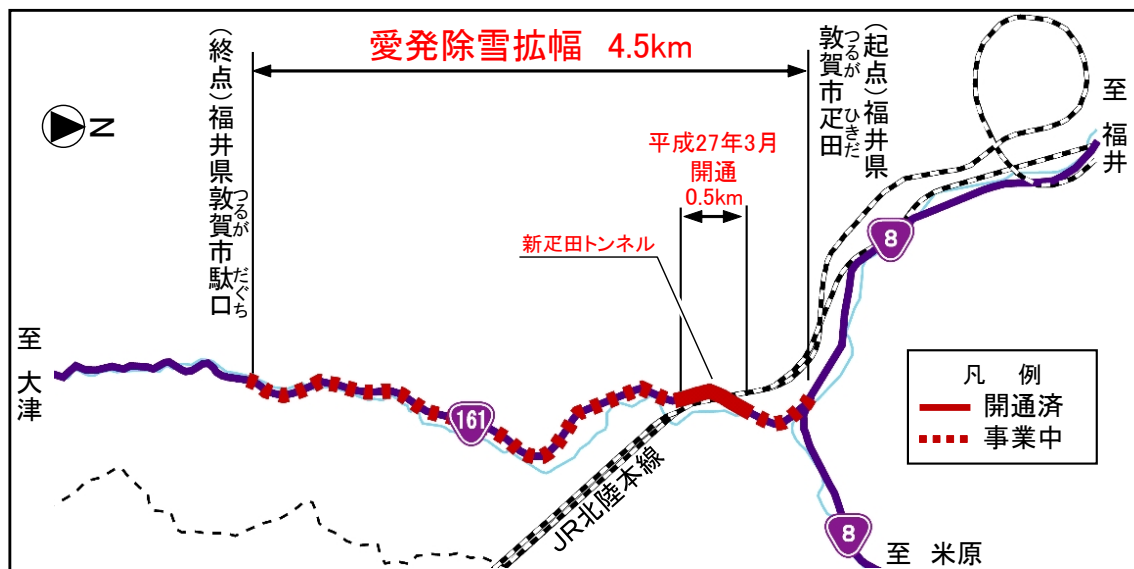 愛発除雪拡幅 4.5km
(終点)福井県
敦賀市駄口
つるが だぐち
(起点)福井県
敦賀市疋田
つるが ひきだ
平成27年3月
開通
0.5km
新疋田トンネル
N
至 福井
8
至 大津
161
JR北陸本線
8
至 米原
凡 例
開通済
事業中